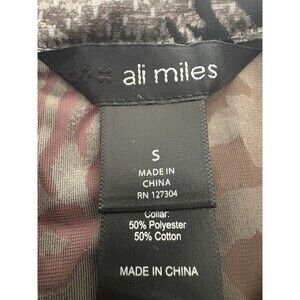 ali miles
S
MADE IN
CHINA
RN 127304
Collar:
50% Polyester
50% Cotton
MADE IN CHINA